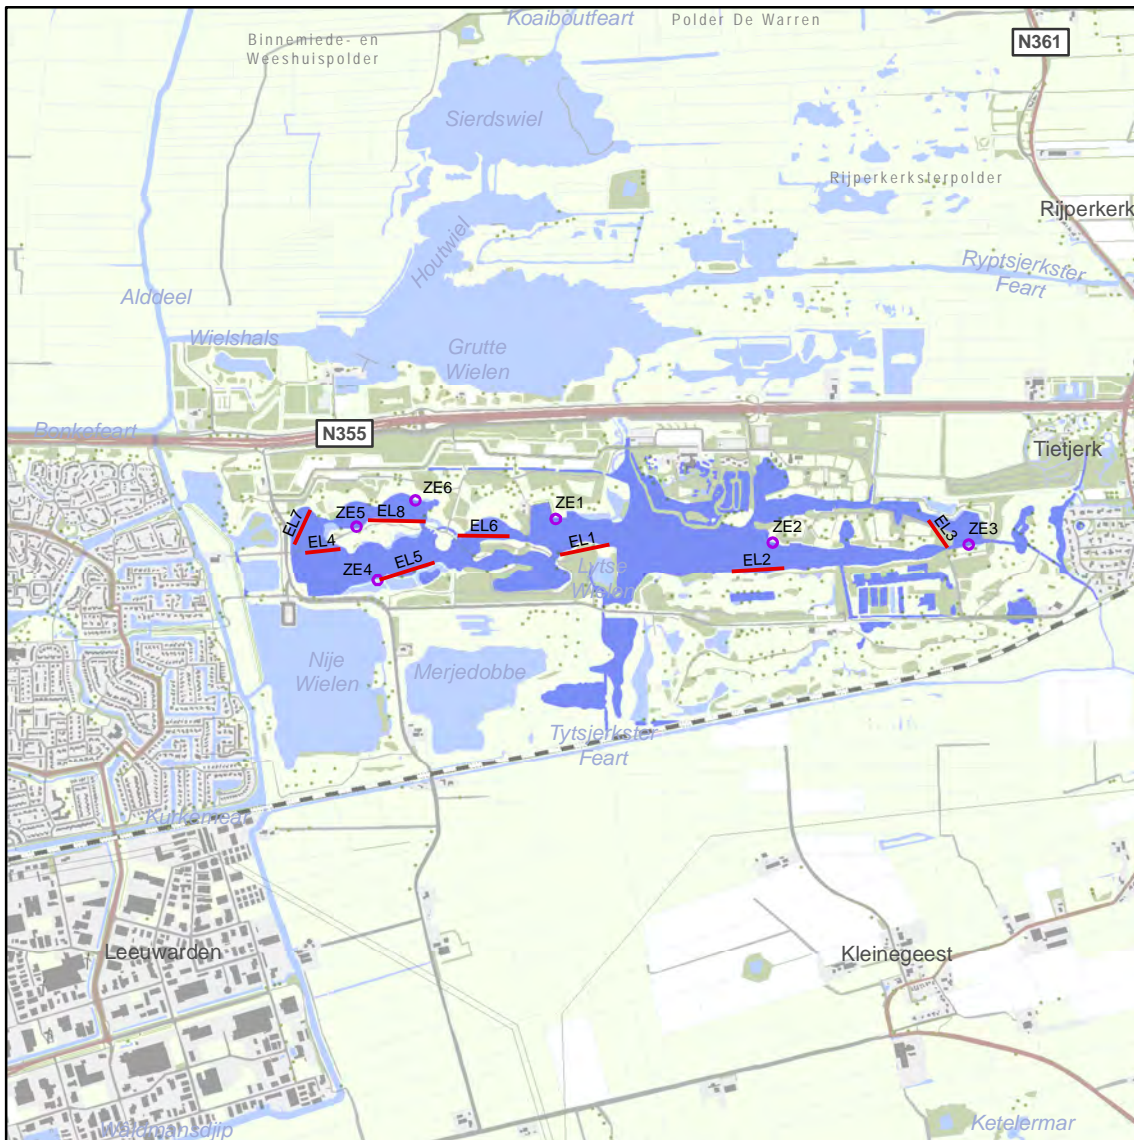 Koaiboutfeart
Polder De Warren
Binnemiede- en
Weeshuispolder
N361
Sierdswiel
Rijperkerksterpolder
Rijperkerk
Houtwiel
Ryptsjerkster
Feart
Alddeel
Wielshals
Grutte
Wielen
Bonkefeart
N355
Tietjerk
ZE6
ZE1
EL7
ZE5
EL8
EL6
ZE2
EL3
ZE3
EL4
EL1
ZE4
EL5
EL2
Lytse
Wielen
Nije
Wielen
Merjedobbe
Tytsjerkster
Feart
Kurkemeat
Leeuwarden
Kleinegeest
Wâldmansdjip
Ketelermar